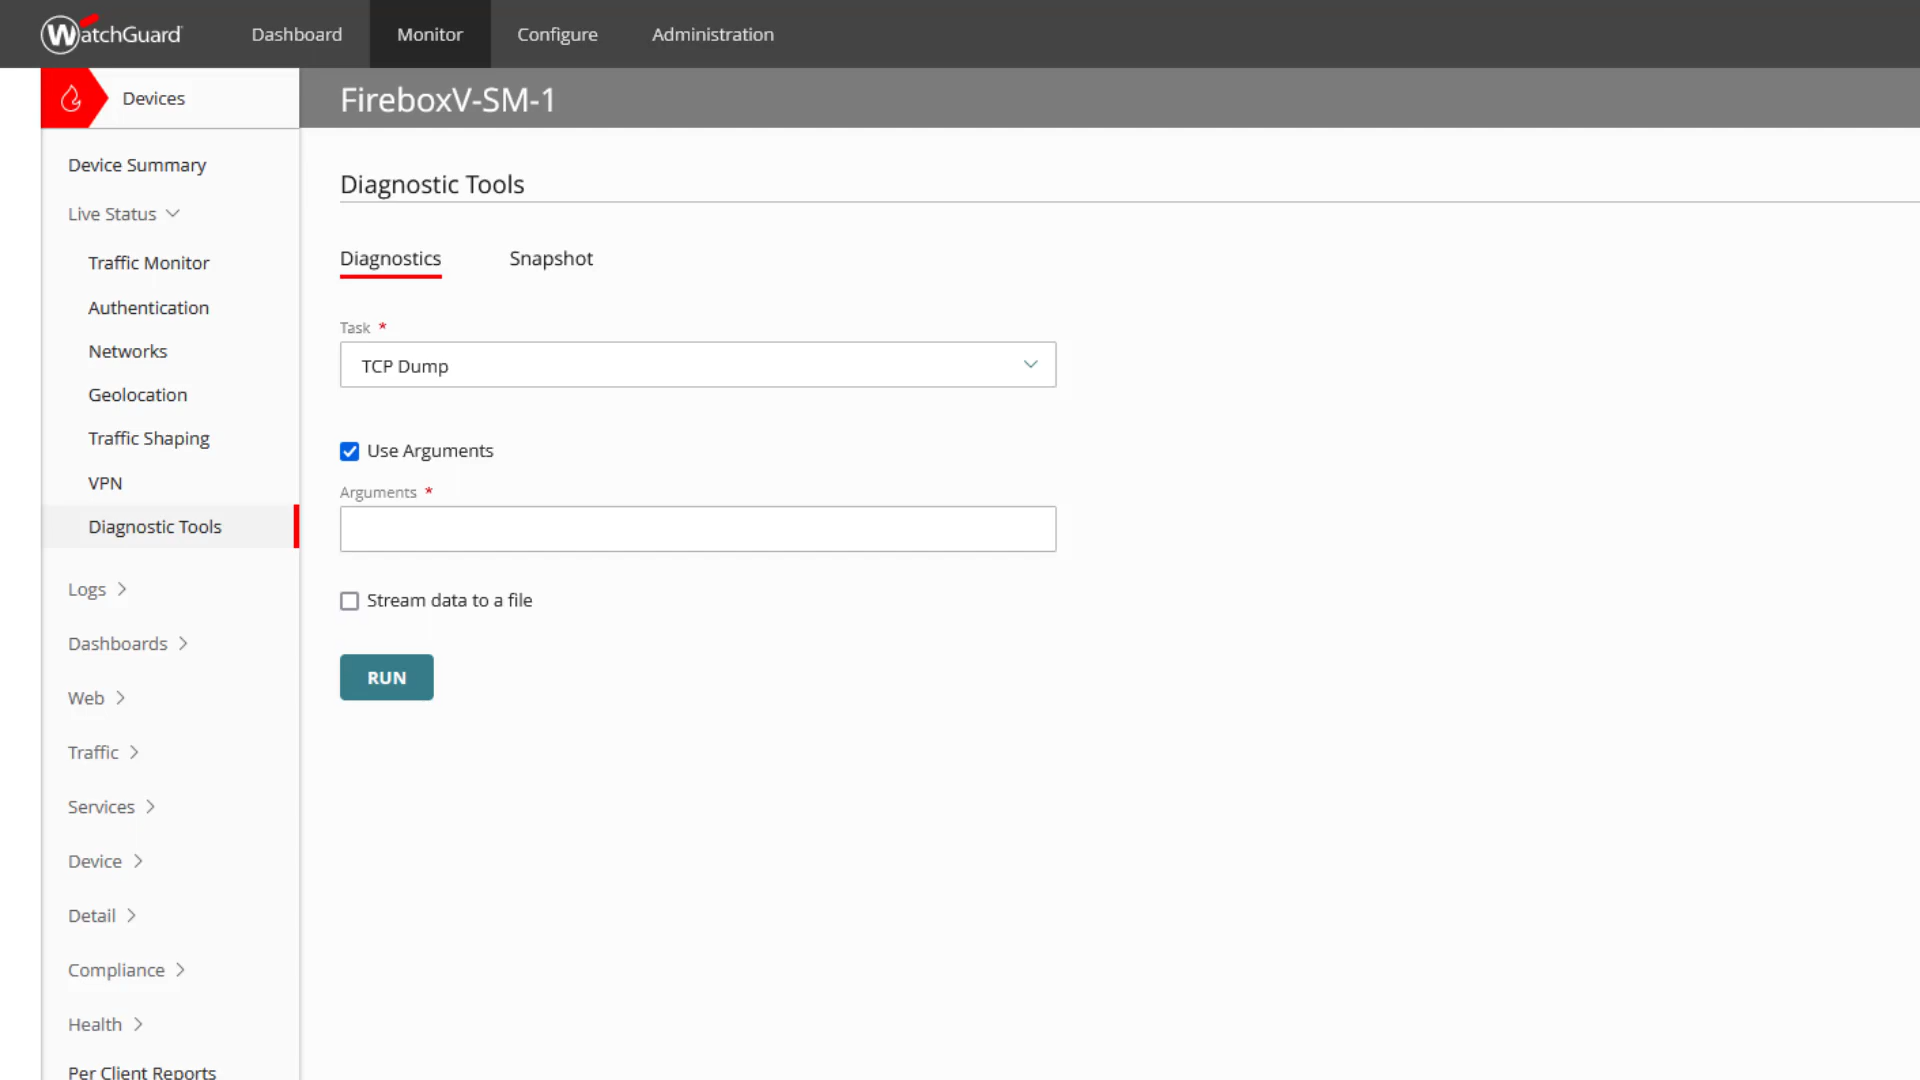 WatchGuard
Dashboard
Monitor
Configure
Administration
Devices
FireboxV-SM-1
Device Summary
Live Status
Traffic Monitor
Authentication
Networks
Geolocation
Traffic Shaping
VPN
Diagnostic Tools
Logs
Dashboards
Web
Traffic
Services
Device
Detail
Compliance
Health
Per Client Reports
Diagnostic Tools
Diagnostics
Snapshot
Task *
TCP Dump
Use Arguments
Arguments *
Stream data to a file
RUN